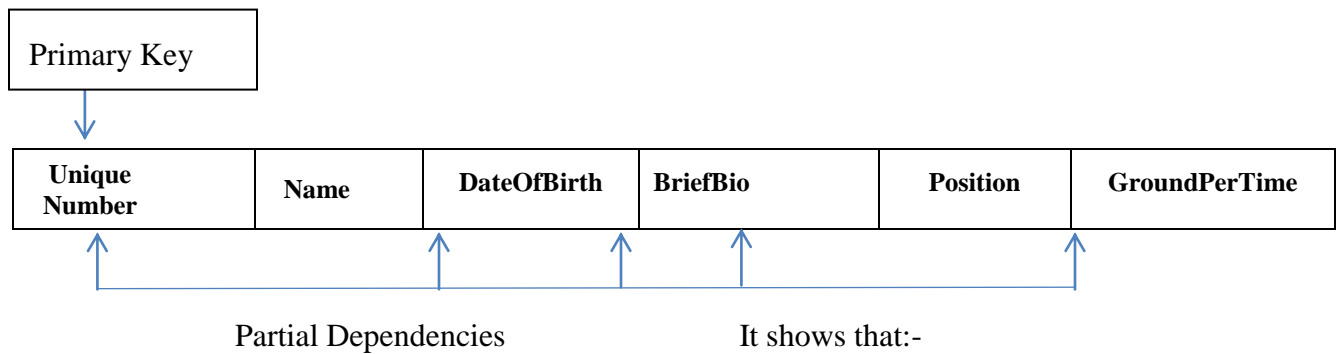 Primary Key
Unique
Number
Name
DateOfBirth
BriefBio
Position
GroundPerTime
Partial Dependencies
It shows that:-